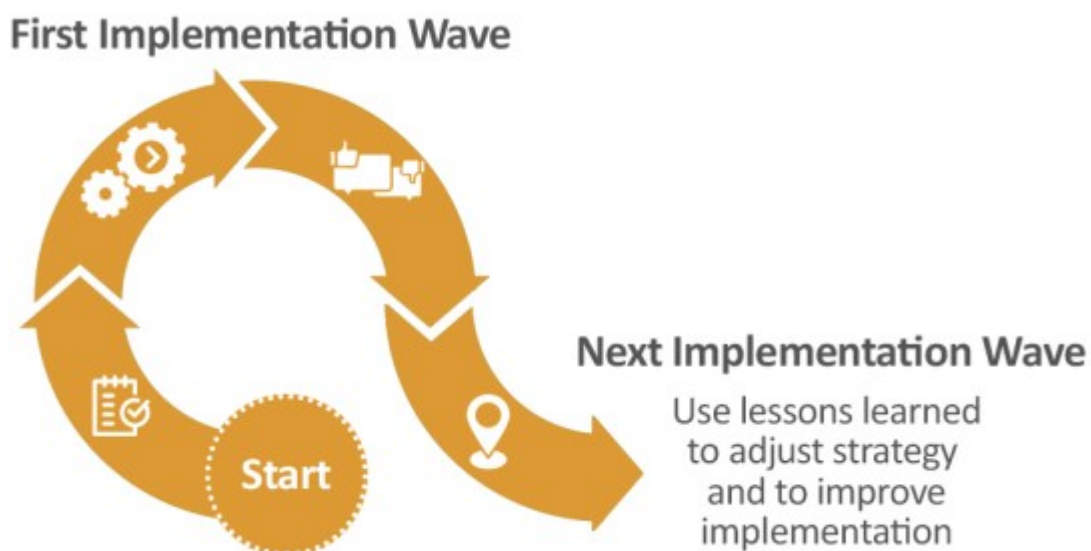 First Implementation Wave
Start
Next Implementation Wave
Use lessons learned
to adjust strategy
and to improve
implementation